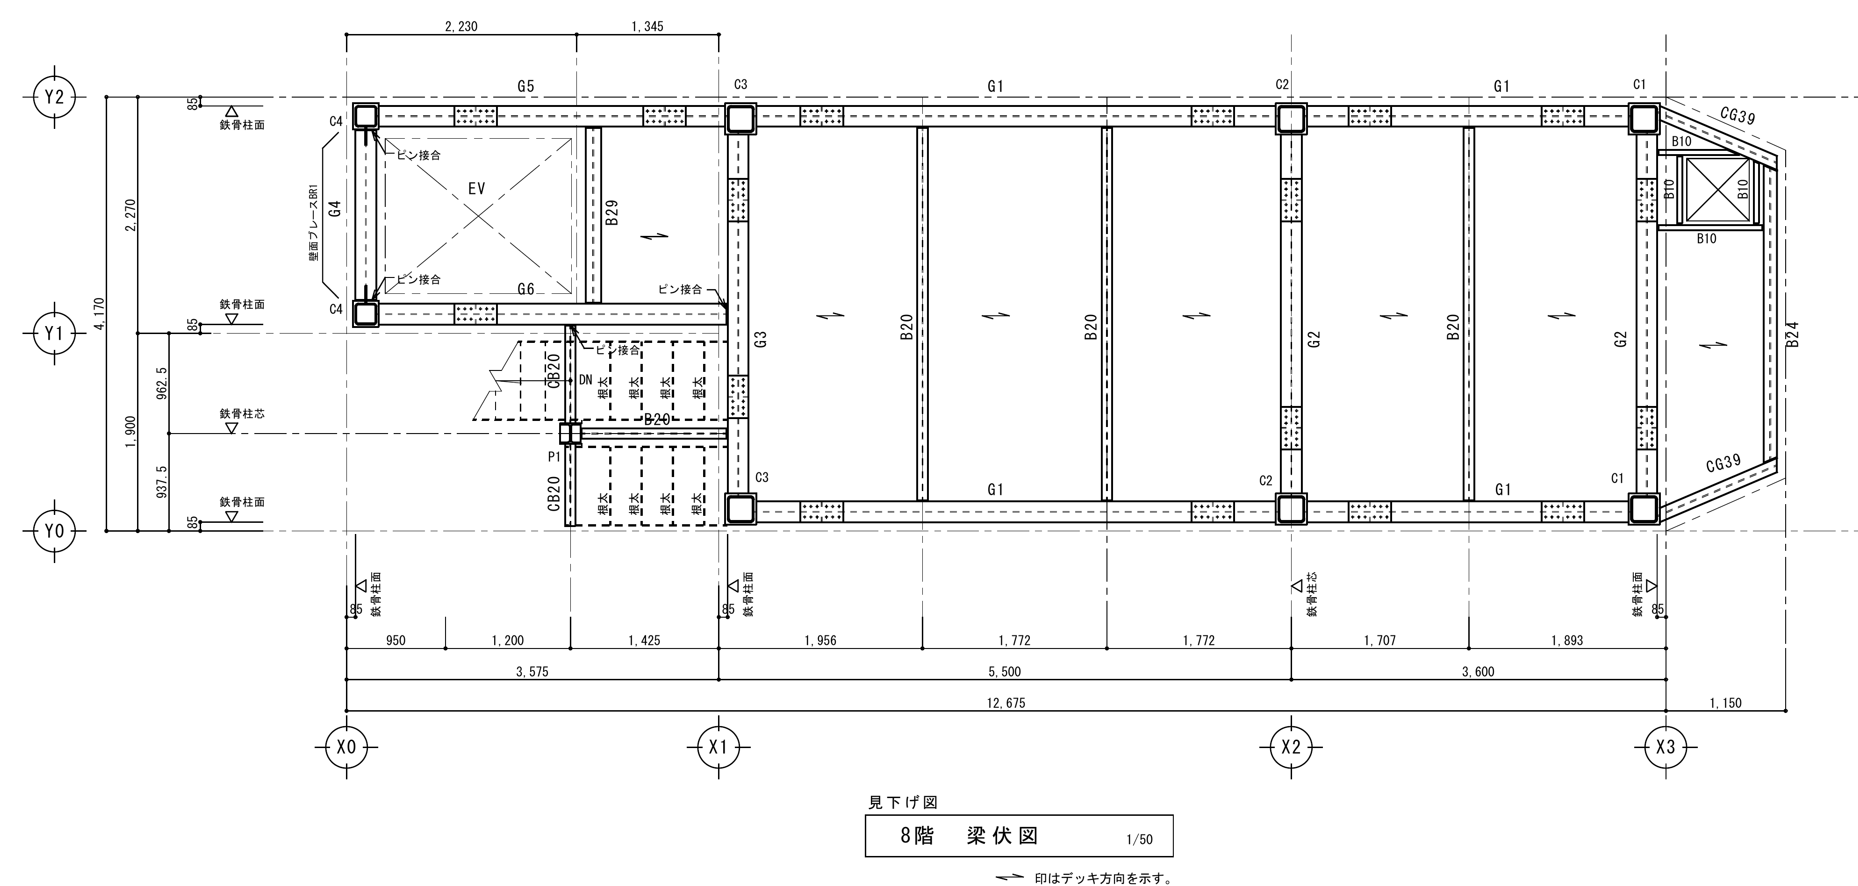 2,230
1,345
Y2
85
鉄骨柱面
G5
C3
G1
C2
G1
C1
CG39
C4
ピン接合
B10
EV
B10
B10
2,270
壁面ブレースBR1
G4
B29
B10
ピン接合
G6
ピン接合
4,170
鉄骨柱面
C4
85
Y1
ピン接合
CB20
DN
根太
根太
根太
根太
G3
B20
B20
G2
B20
G2
B24
962.5
1,900
鉄骨柱芯
B20
P1
937.5
CB20
根太
根太
根太
根太
鉄骨柱面
85
Y0
C3
G1
C2
G1
C1
CG39
鉄骨柱面
鉄骨柱面
鉄骨柱芯
鉄骨柱面
85
85
85
950
1,200
1,425
1,956
1,772
1,772
1,707
1,893
3,575
5,500
3,600
12,675
1,150
X0
X1
X2
X3
見下げ図
8階 梁伏図 1/50
印はデッキ方向を示す。